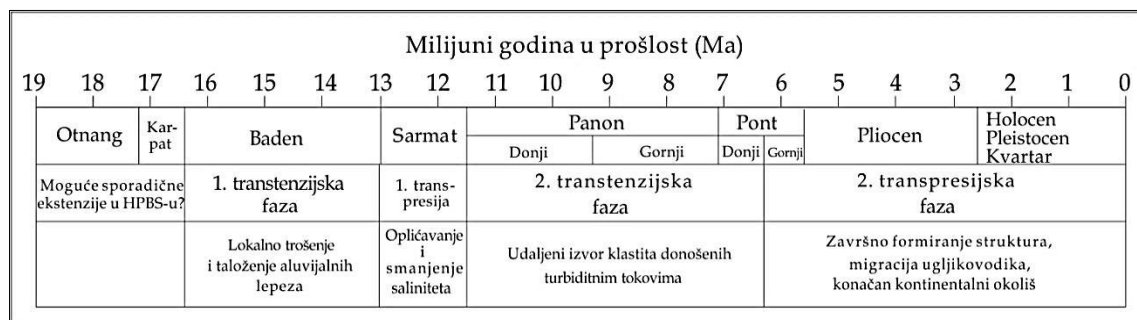 Milijuni godina u prošlost (Ma)
19 18 17 16 15 14 13 12 11 10 9 8 7 6 5 4 3 2 1 0
Otnang
Kar-
pat
Baden
Sarmat
Panon
Donji
Gornji
Pont
Donji
Gornji
Pliocen
Holocen
Pleistocen
Kvartar
Moguće sporadične
ekstenzije u HPBS-u?
1. transtenzijska
faza
1. trans-
presija
2. transtenzijska
faza
2. transpresijska
faza
Lokalno trošenje
i taloženje aluvijalnih
lepeza
Oplićavanje
i
smanjenje
saliniteta
Udaljeni izvor klastita donošenih
turbiditnim tokovima
Završno formiranje struktura,
migracija ugljikovodika,
konačan kontinentalni okoliš